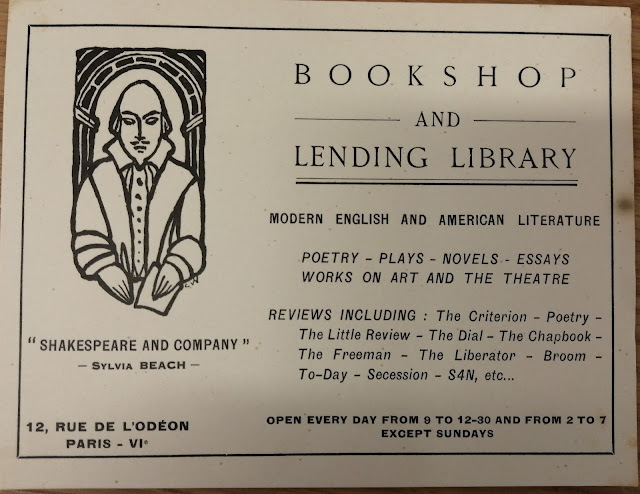 BOOKSHOP
AND
LENDING LIBRARY
MODERN ENGLISH AND AMERICAN LITERATURE
POETRY – PLAYS – NOVELS – ESSAYS
WORKS ON ART AND THE THEATRE
REVIEWS INCLUDING : The Criterion – Poetry –
The Little Review – The Dial – The Chapbook –
The Freeman – The Liberator – Broom –
To-Day – Secession – S4N, etc...
OPEN EVERY DAY FROM 9 TO 12-30 AND FROM 2 TO 7
EXCEPT SUNDAYS
"SHAKESPEARE AND COMPANY"
– SYLVIA BEACH –
12, RUE DE L'ODÉON
PARIS - VIe